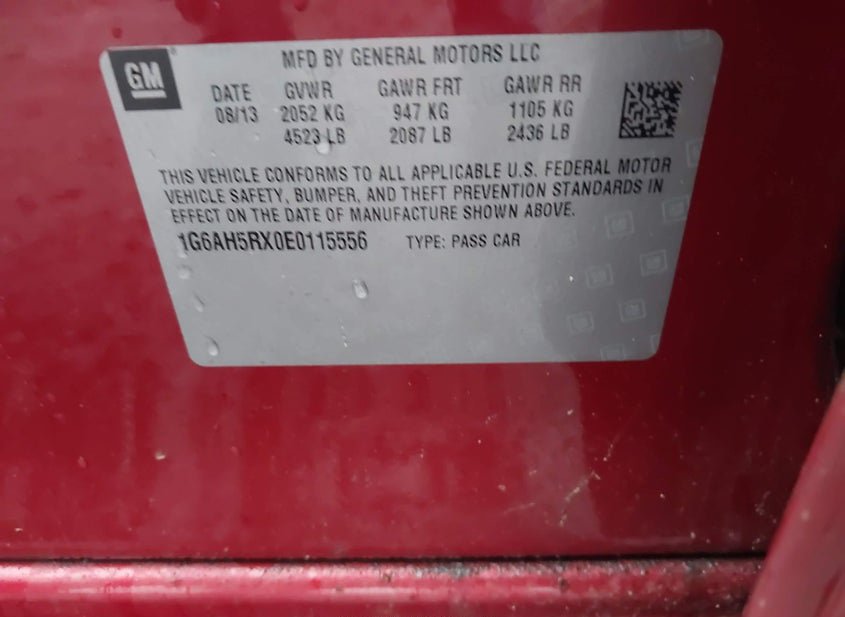 GM
MFD BY GENERAL MOTORS LLC
DATE GVWR GAWR FRT GAWR RR
08/13 2052 KG 947 KG 1105 KG
4523 LB 2087 LB 2436 LB
THIS VEHICLE CONFORMS TO ALL APPLICABLE U.S. FEDERAL MOTOR
VEHICLE SAFETY, BUMPER, AND THEFT PREVENTION STANDARDS IN
EFFECT ON THE DATE OF MANUFACTURE SHOWN ABOVE.
1G6AH5RX0E0115556 TYPE: PASS CAR